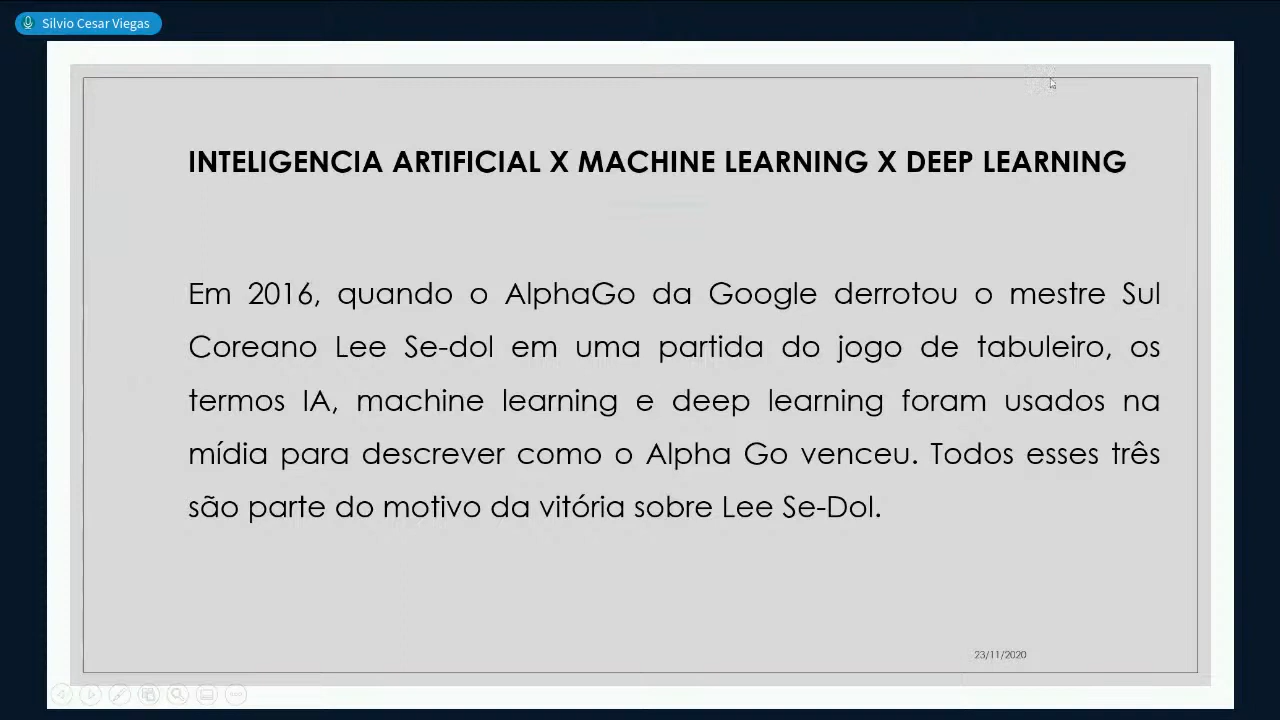 Silvio Cesar Viegas
INTELIGENCIA ARTIFICIAL X MACHINE LEARNING X DEEP LEARNING
Em 2016, quando o AlphaGo da Google derrotou o mestre Sul
Coreano Lee Se-dol em uma partida do jogo de tabuleiro, os
termos IA, machine learning e deep learning foram usados na
mídia para descrever como o Alpha Go venceu. Todos esses três
são parte do motivo da vitória sobre Lee Se-Dol.
23/11/2020